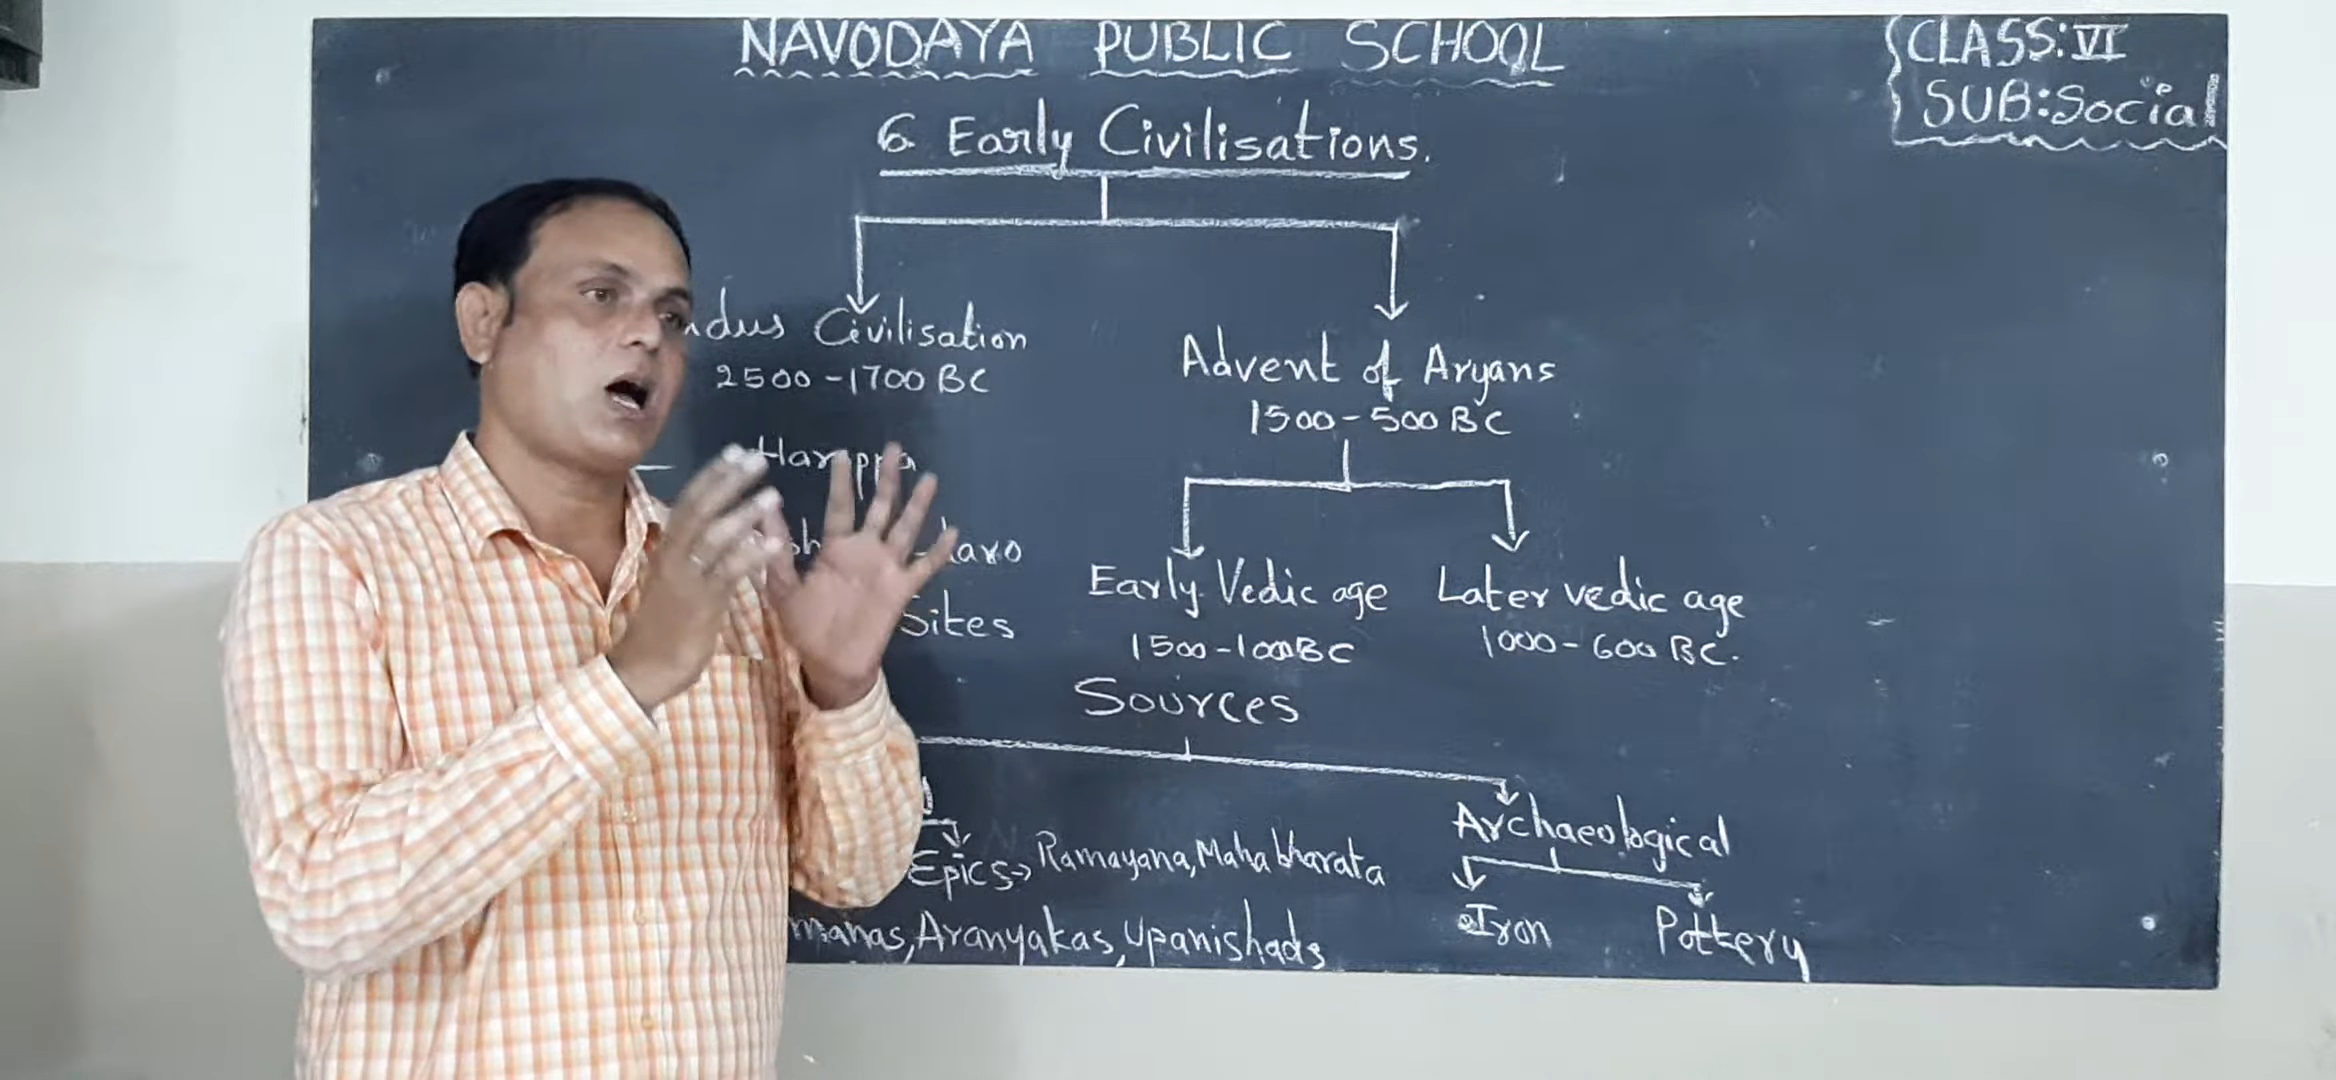 NAVODAYA PUBLIC SCHOOL
CLASS: VI
SUB: Social
6 Early Civilisations.
Civilisation
2500-1700 BC
Advent of Aryans
1500-500 BC
Sites
Early Vedic age
1500-1000BC
Later vedic age
1000-600 BC.
Sources
Archaeological
Epics→ Ramayana, Mahabharata
Iron
Pottery
Aranyakas, Upanishads